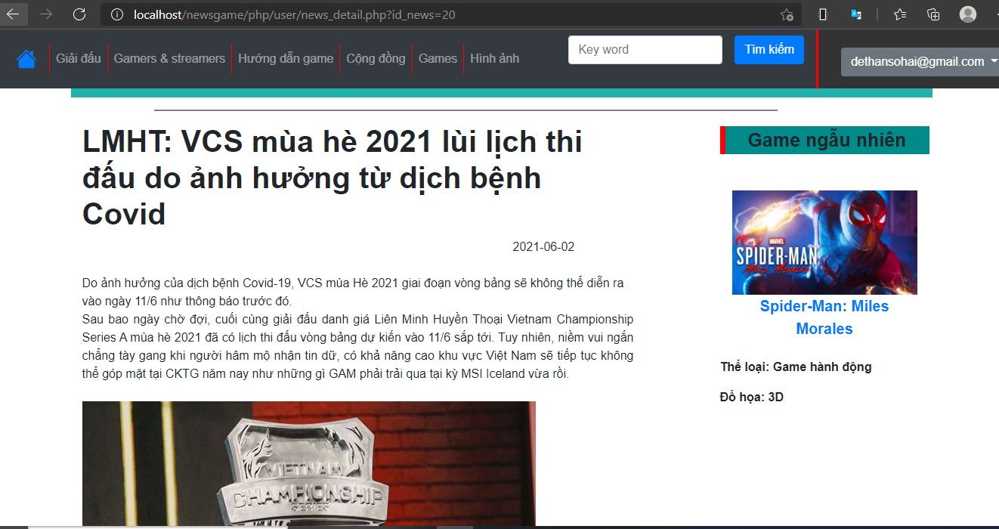 localhost/newsgame/php/user/news_detail.php?id_news=20
Giải đấu
Gamers & streamers
Hướng dẫn game
Cộng đồng
Games
Hình ảnh
Key word
Tìm kiếm
dethansohai@gmail.com
LMHT: VCS mùa hè 2021 lùi lịch thi
đấu do ảnh hưởng từ dịch bệnh
Covid
2021-06-02
Do ảnh hưởng của dịch bệnh Covid-19, VCS mùa Hè 2021 giai đoạn vòng bảng sẽ không thể diễn ra
vào ngày 11/6 như thông báo trước đó.
Sau bao ngày chờ đợi, cuối cùng giải đấu danh giá Liên Minh Huyền Thoại Vietnam Championship
Series A mùa hè 2021 đã có lịch thi đấu vòng bảng dự kiến vào 11/6 sắp tới. Tuy nhiên, niềm vui ngắn
chẳng tày gang khi người hâm mộ nhận tin dữ, có khả năng cao khu vực Việt Nam sẽ tiếp tục không
thể góp mặt tại CKTG năm nay như những gì GAM phải trải qua tại kỳ MSI Iceland vừa rồi.
VIETNAM
CHAMPIONSHIP
SERIES
Game ngẫu nhiên
MARVEL
SPIDER-MAN
MILES MORALES
Spider-Man: Miles
Morales
Thể loại: Game hành động
Đồ họa: 3D